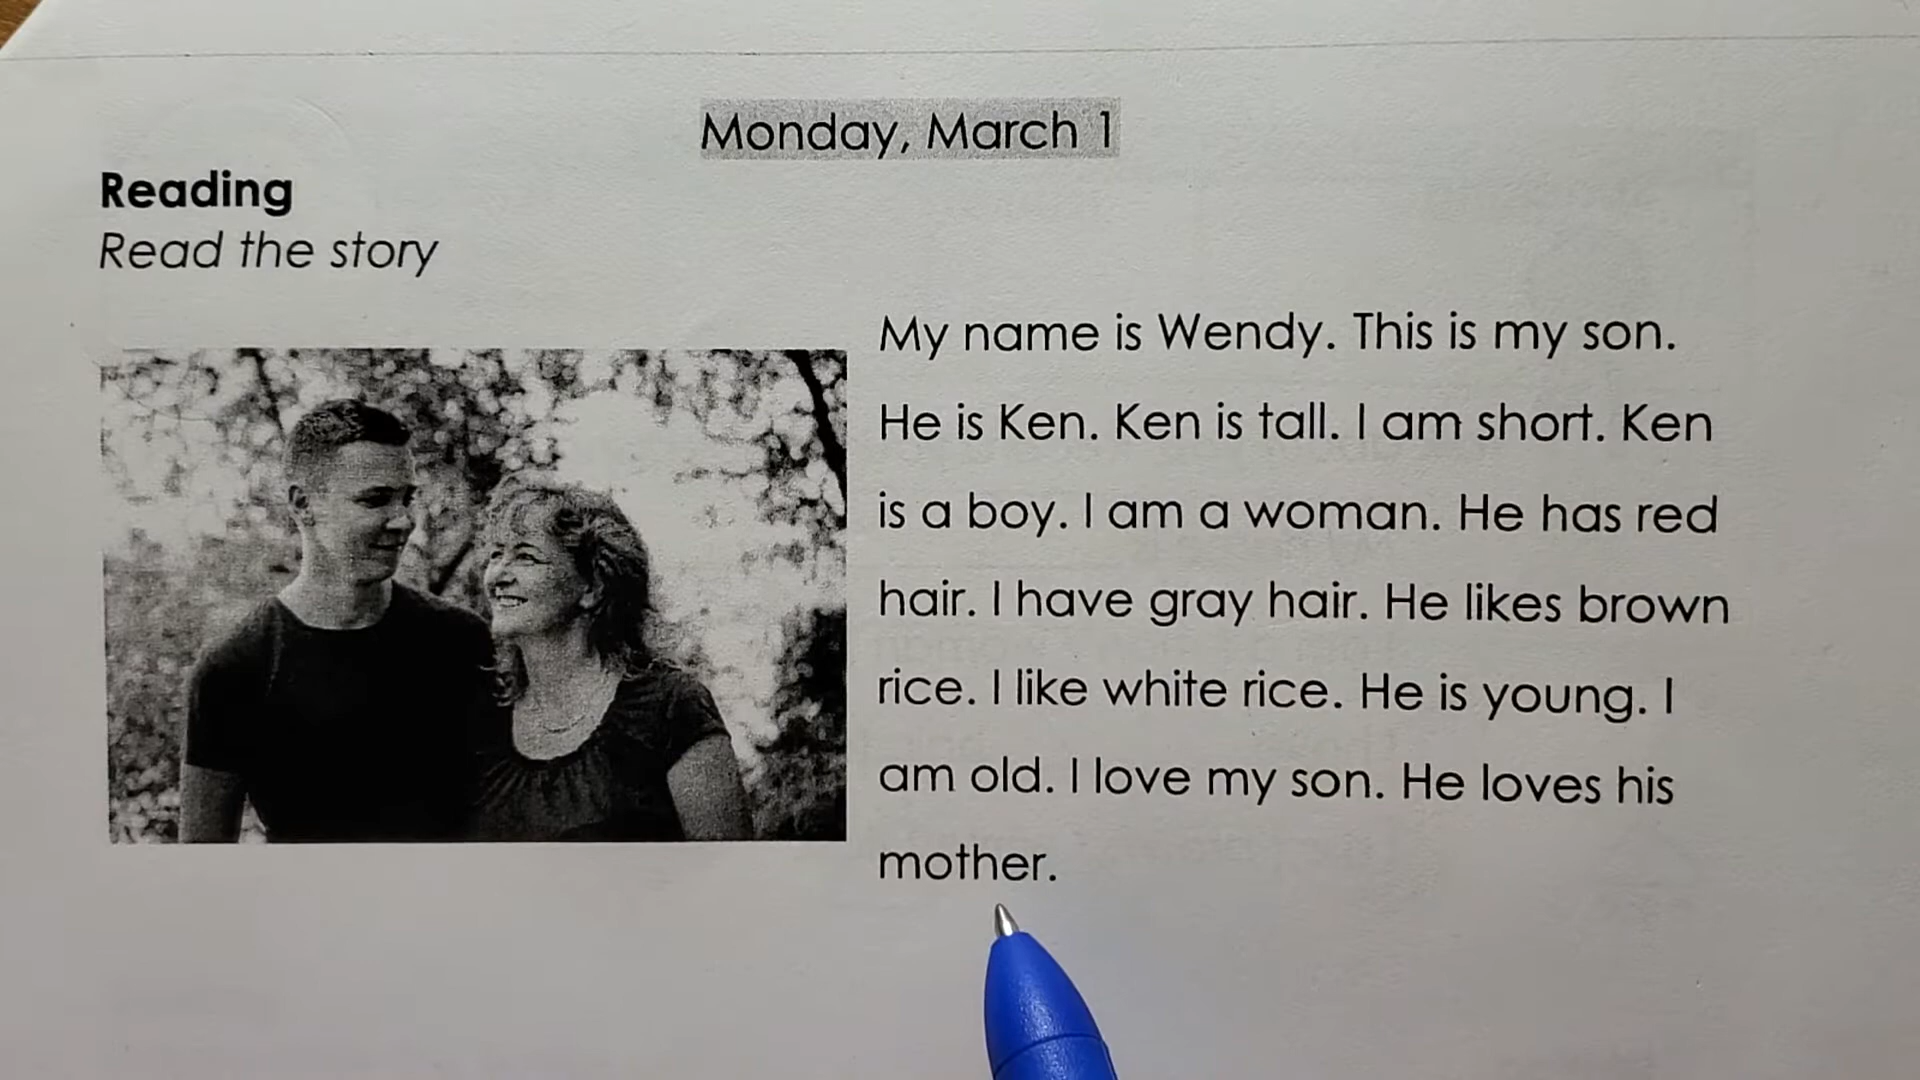 Monday, March 1
Reading
Read the story
My name is Wendy. This is my son.
He is Ken. Ken is tall. I am short. Ken
is a boy. I am a woman. He has red
hair. I have gray hair. He likes brown
rice. I like white rice. He is young. I
am old. I love my son. He loves his
mother.